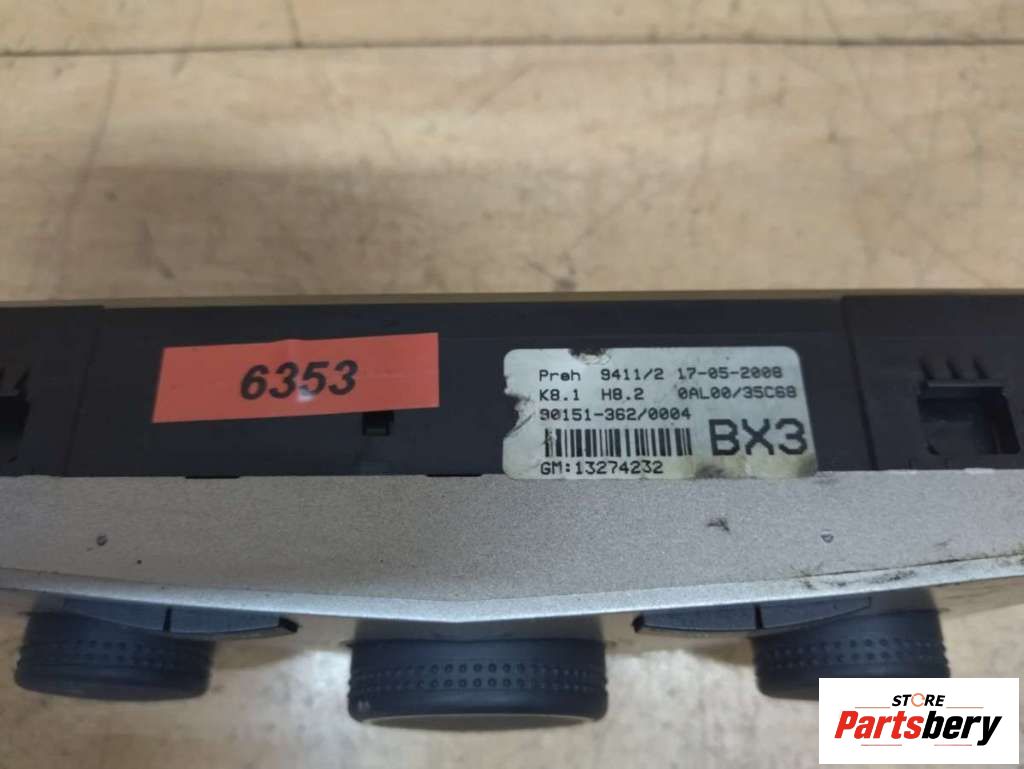 6353
Preh 9411/2 17-05-2008
K8.1 H8.2 0AL00/35C68
90151-362/0004
BX3
GM:13274232
STORE
Partsbery